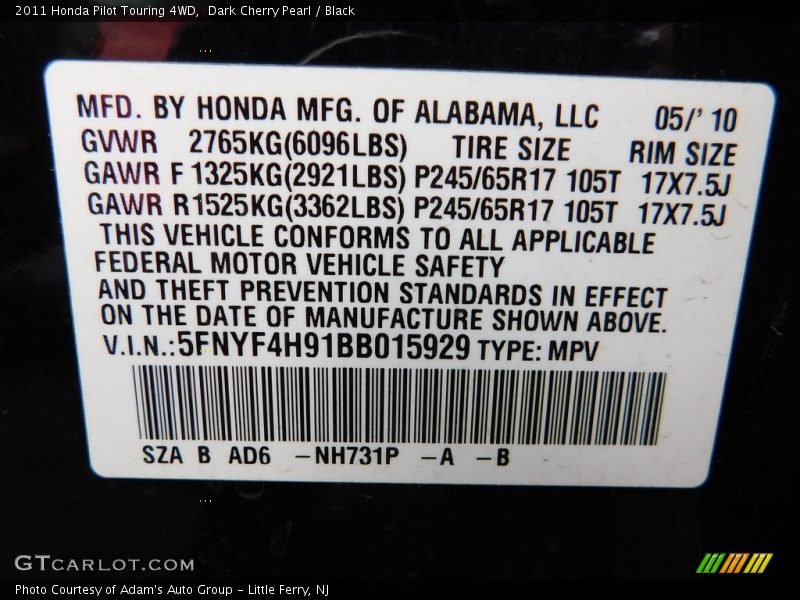 2011 Honda Pilot Touring 4WD,  Dark Cherry Pearl / Black
MFD. BY HONDA MFG. OF ALABAMA, LLC 05/' 10
GVWR 2765KG(6096LBS) TIRE SIZE RIM SIZE
GAWR F 1325KG(2921LBS) P245/65R17 105T 17X7.5J
GAWR R1525KG(3362LBS) P245/65R17 105T 17X7.5J
THIS VEHICLE CONFORMS TO ALL APPLICABLE
FEDERAL MOTOR VEHICLE SAFETY
AND THEFT PREVENTION STANDARDS IN EFFECT
ON THE DATE OF MANUFACTURE SHOWN ABOVE.
V.I.N.:5FNYF4H91BB015929 TYPE: MPV
SZA B AD6 –NH731P –A –B
GTCARLOT.COM
Photo Courtesy of Adam's Auto Group – Little Ferry, NJ